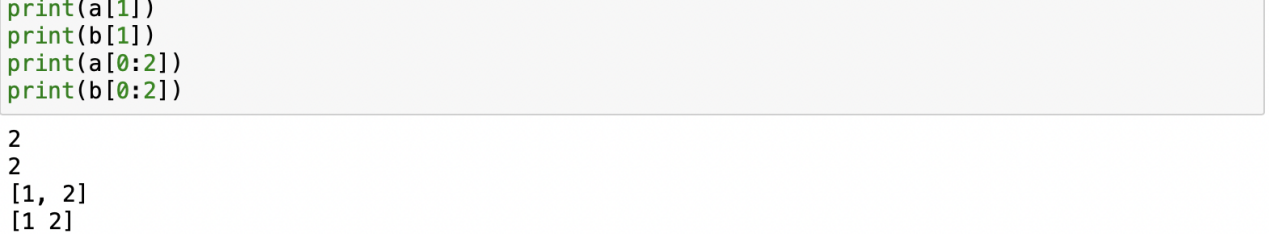 print(a[1])
print(b[1])
print(a[0:2])
print(b[0:2])
2
2
[1, 2]
[1 2]